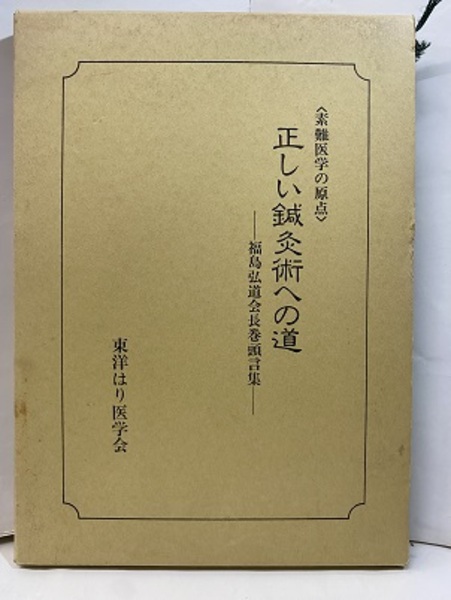 〈素難医学の原点〉
正しい鍼灸術への道
――福島弘道会長巻頭言集――
東洋はり医学会